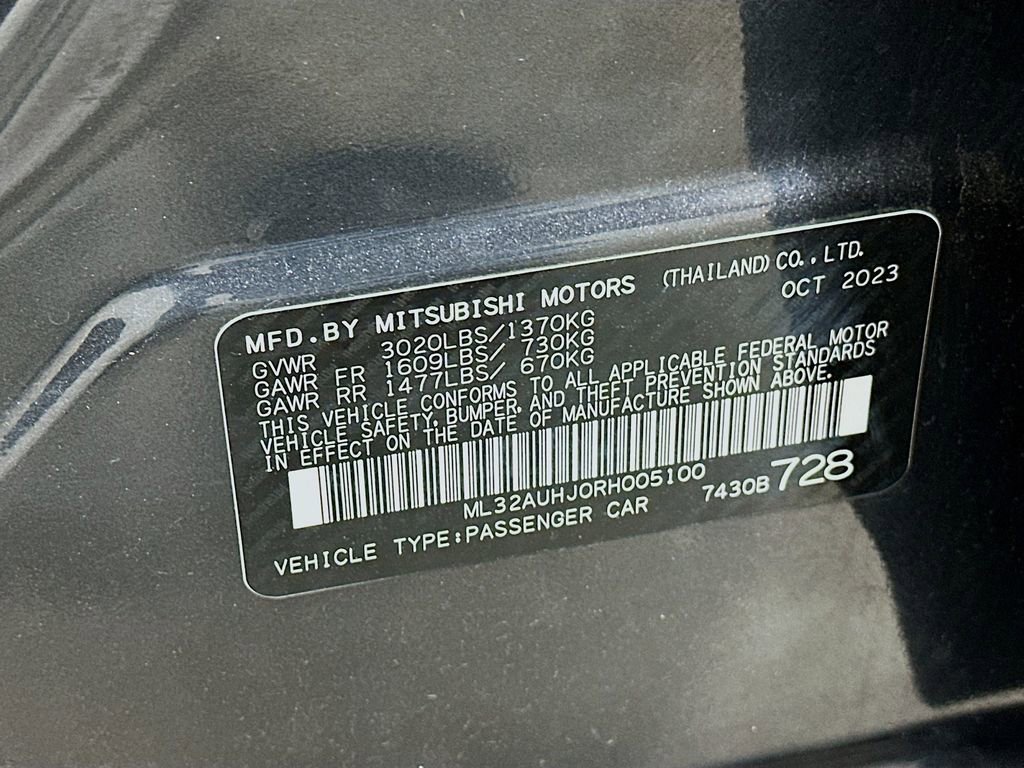 MFD.BY MITSUBISHI MOTORS (THAILAND) CO.,LTD.
OCT 2023
GVWR 3020LBS/1370KG
GAWR FR 1609LBS/ 730KG
GAWR RR 1477LBS/ 670KG
THIS VEHICLE CONFORMS TO ALL APPLICABLE FEDERAL MOTOR
VEHICLE SAFETY, BUMPER, AND THEFT PREVENTION STANDARDS
IN EFFECT ON THE DATE OF MANUFACTURE SHOWN ABOVE.
ML32AUHJ0RH005100 7430B 728
VEHICLE TYPE:PASSENGER CAR